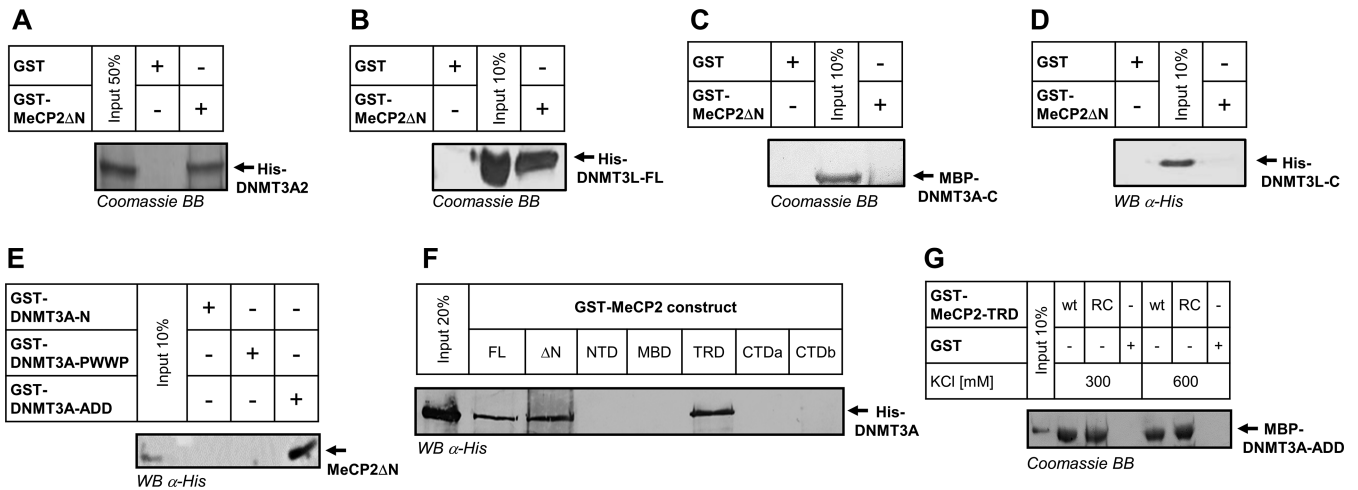 A
GST
GST-
MeCP2ΔN
Input 50%
+
-
-
+
His-
DNMT3A2
Coomassie BB
B
GST
GST-
MeCP2ΔN
+
-
Input 10%
-
+
His-
DNMT3L-FL
Coomassie BB
C
GST
GST-
MeCP2ΔN
+
-
Input 10%
-
+
MBP-
DNMT3A-C
Coomassie BB
D
GST
GST-
MeCP2ΔN
+
-
Input 10%
-
+
His-
DNMT3L-C
WB α-His
E
GST-
DNMT3A-N
GST-
DNMT3A-PWWP
GST-
DNMT3A-ADD
Input 10%
+ - -
- + -
- - +
MeCP2ΔN
WB α-His
F
Input 20%
GST-MeCP2 construct
FL ΔN NTD MBD TRD CTDa CTDb
His-
DNMT3A
WB α-His
G
GST-
MeCP2-TRD
GST
KCl [mM]
Input 10%
wt RC - wt RC -
- - + - - +
300 600
MBP-
DNMT3A-ADD
Coomassie BB